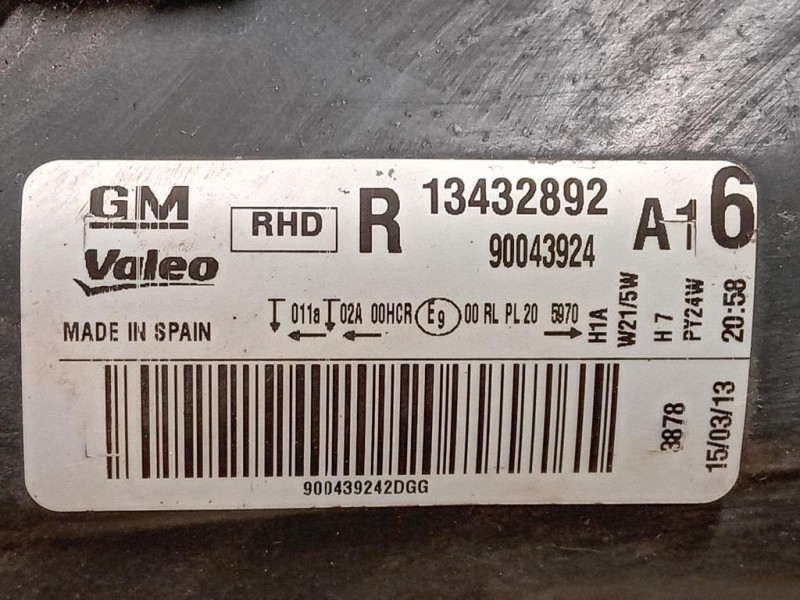 GM RHD R 13432892 A1 6
Valeo 90043924
011a 02A 00HCR E9 00 RL PL 20 5970
MADE IN SPAIN
H1A
W21/5W
H 7
PY24W
20:58
3878
15/03/13
900439242DGG